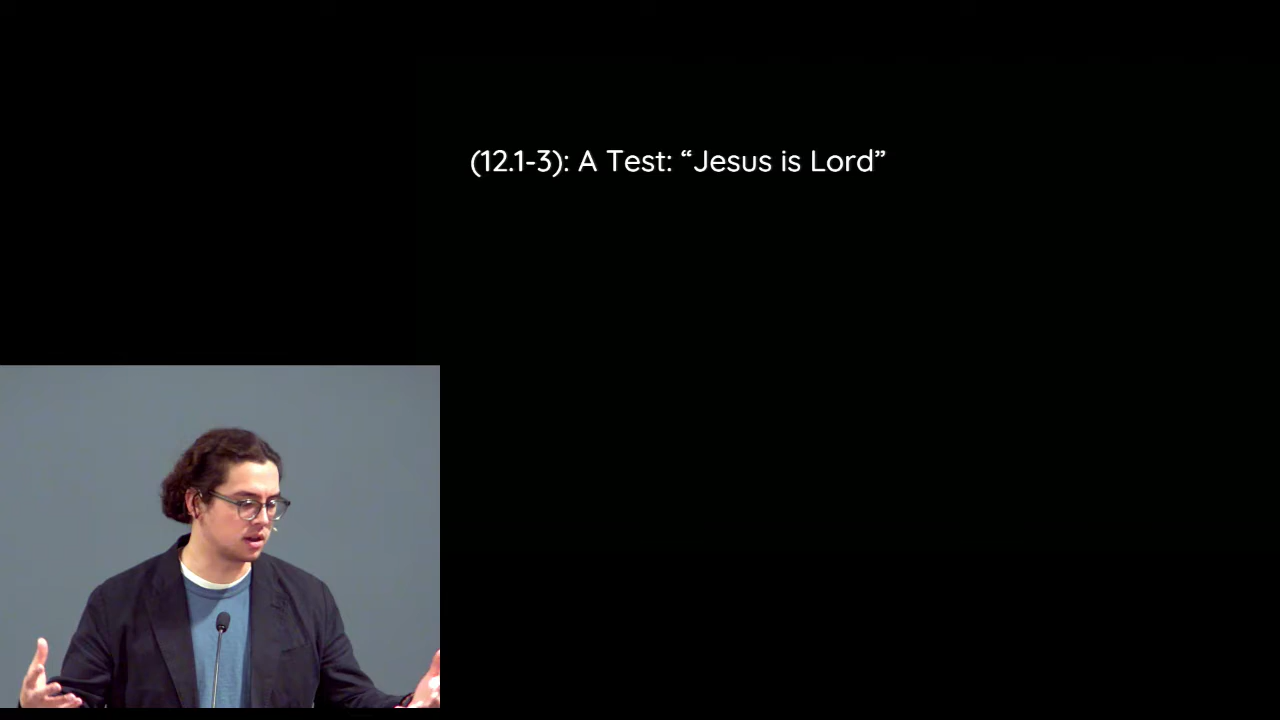 (12.1-3): A Test: “Jesus is Lord”